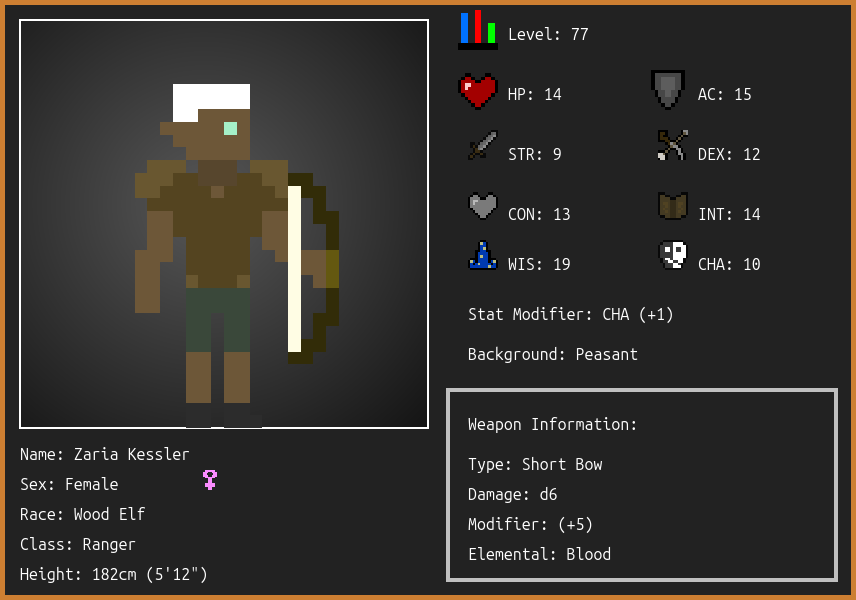 Level: 77
HP: 14
AC: 15
STR: 9
DEX: 12
CON: 13
INT: 14
WIS: 19
CHA: 10
Stat Modifier: CHA (+1)
Background: Peasant
Weapon Information:
Type: Short Bow
Damage: d6
Modifier: (+5)
Elemental: Blood
Name: Zaria Kessler
Sex: Female
Race: Wood Elf
Class: Ranger
Height: 182cm (5'12")